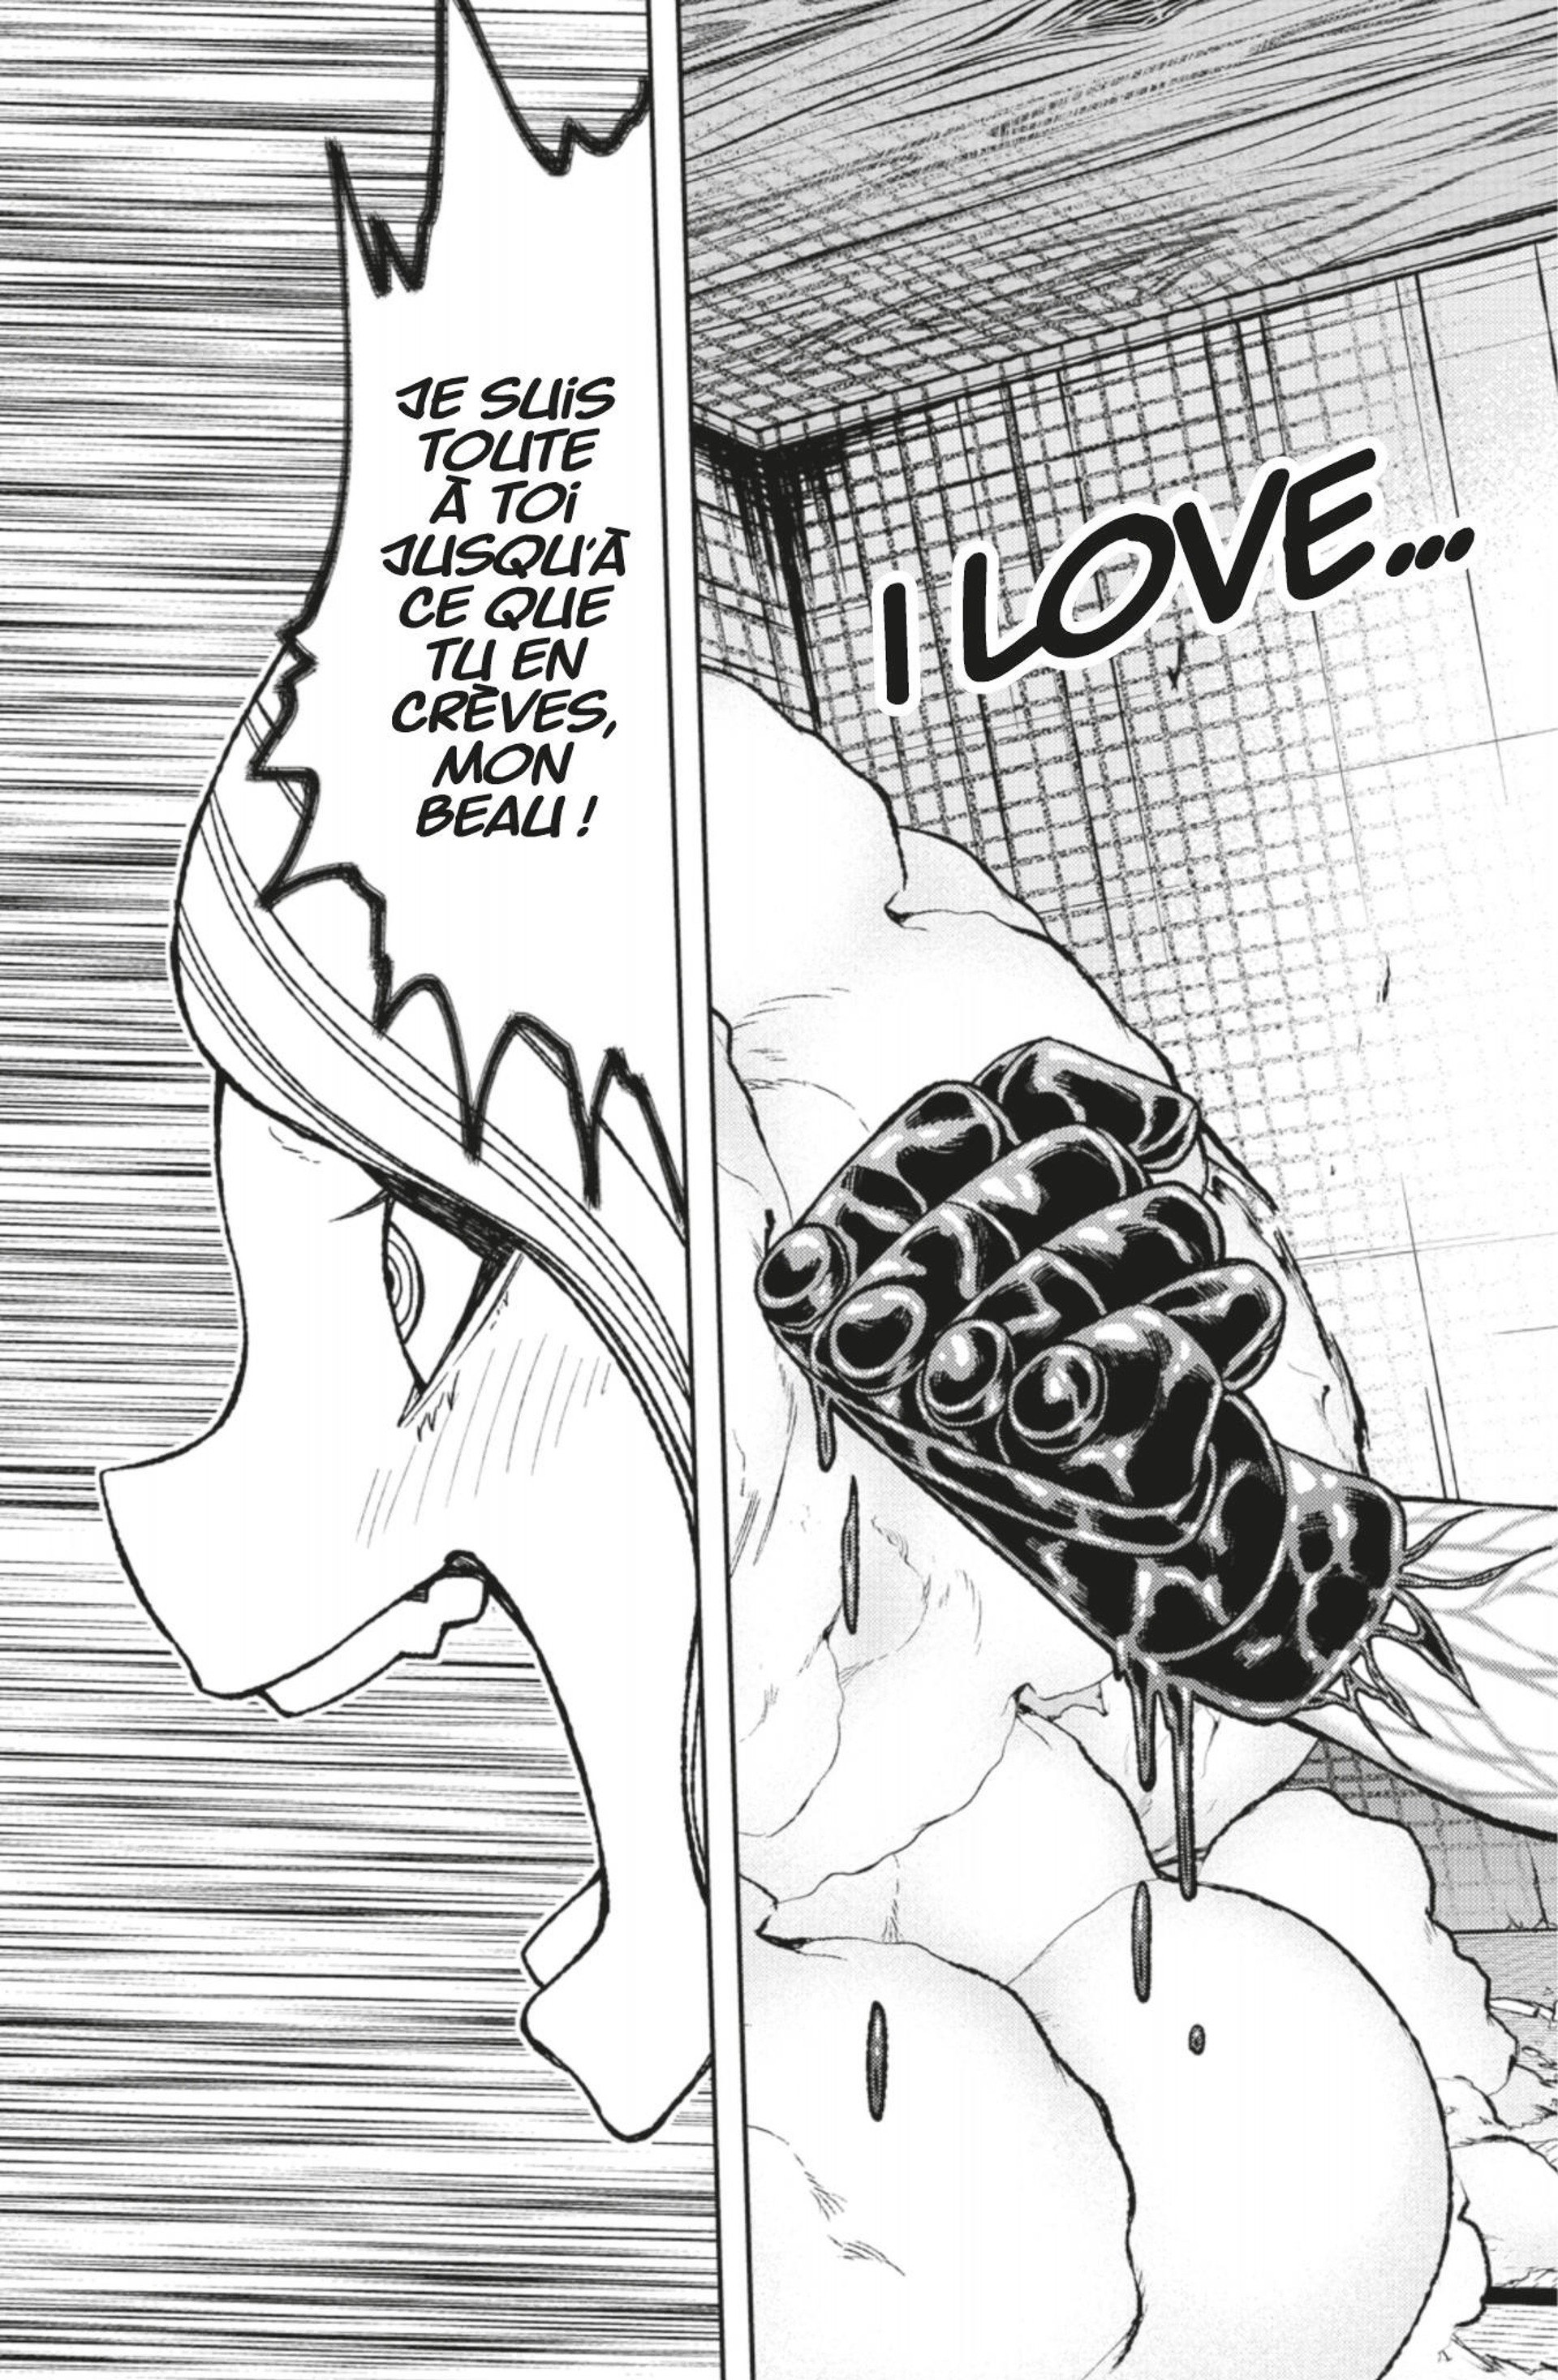 I LOVE...
JE SUIS
TOUTE
À TOI
JUSQU'À
CE QUE
TU EN
CRÈVES,
MON
BEAU !